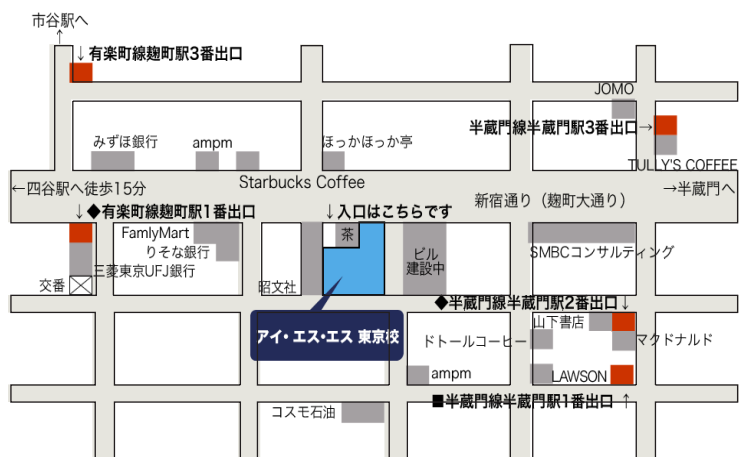 市谷駅へ
↑
↓有楽町線麹町駅3番出口
JOMO
半蔵門線半蔵門駅3番出口→
みずほ銀行
ampm
ほっかほっか亭
TULLY'S COFFEE
←四谷駅へ徒歩15分
Starbucks Coffee
新宿通り（麹町大通り）
→半蔵門へ
↓◆有楽町線麹町駅1番出口
↓入口はこちらです
FamlyMart
茶
りそな銀行
ビル
建設中
SMBCコンサルティング
三菱東京UFJ銀行
交番
昭文社
◆半蔵門線半蔵門駅2番出口↓
山下書店
アイ・エス・エス 東京校
ドトールコーヒー
マクドナルド
ampm
LAWSON
■半蔵門線半蔵門駅1番出口 ↑
コスモ石油